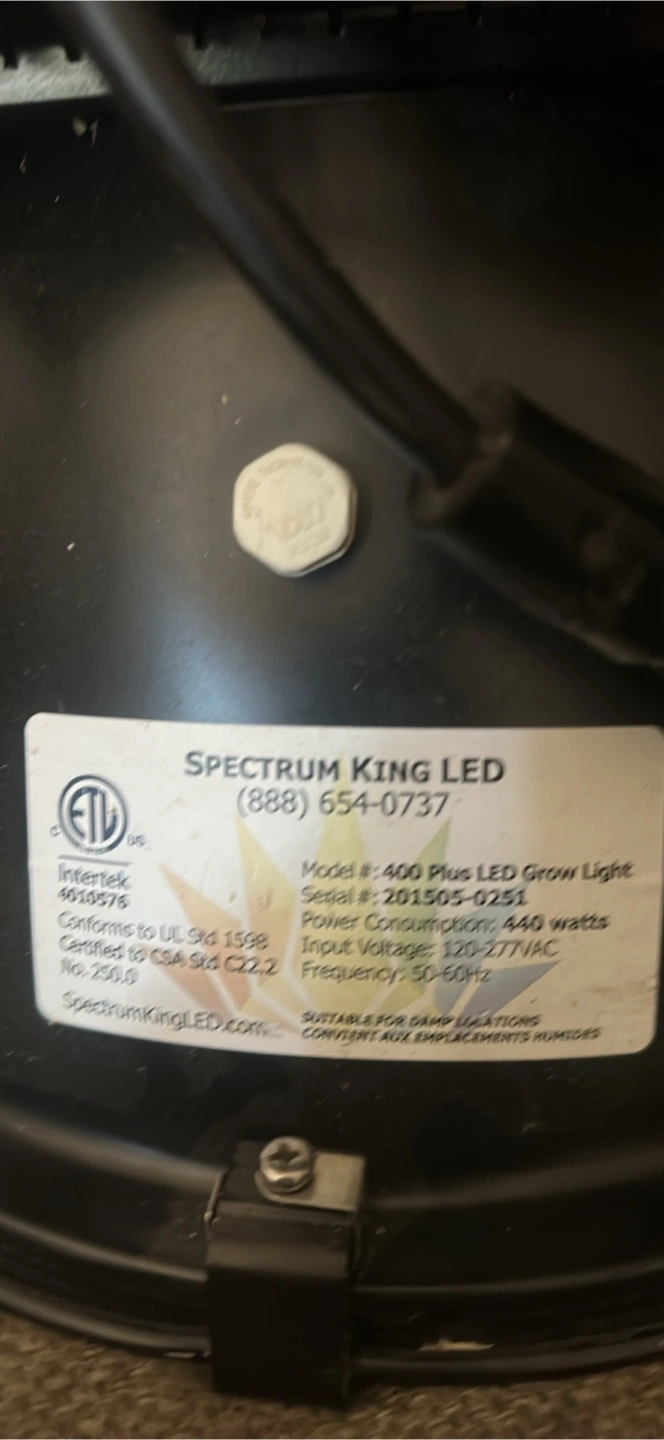 SPECTRUM KING LED
(888) 654-0737
ETL
C US
Intertek
4010576
Conforms to UL Std 1598
Certified to CSA Std C22.2
No. 250.0
SpectrumKingLED.com
Model #: 400 Plus LED Grow Light
Serial #: 201505-0251
Power Consumption: 440 watts
Input Voltage: 120-277VAC
Frequency: 50-60Hz
SUITABLE FOR DAMP LOCATIONS
CONVIENT AUX EMPLACEMENTS HUMIDES